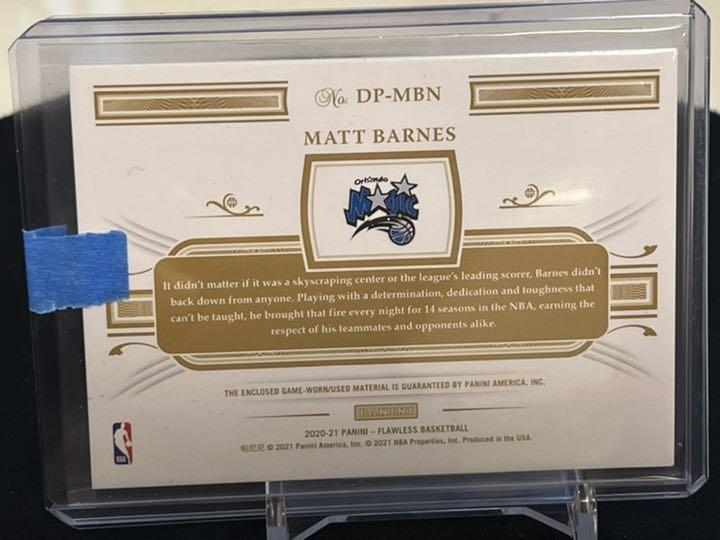 No. DP-MBN
MATT BARNES
Orlando
Magic
It didn't matter if it was a skyscraping center or the league's leading scorer, Barnes didn't
back down from anyone. Playing with a determination, dedication and toughness that
can't be taught, he brought that fire every night for 14 seasons in the NBA, earning the
respect of his teammates and opponents alike.
THE ENCLOSED GAME-WORN/USED MATERIAL IS GUARANTEED BY PANINI AMERICA, INC.
PANINI
2020-21 PANINI – FLAWLESS BASKETBALL
帕尼尼 © 2021 Panini America, Inc. © 2021 NBA Properties, Inc. Produced in the USA.
NBA